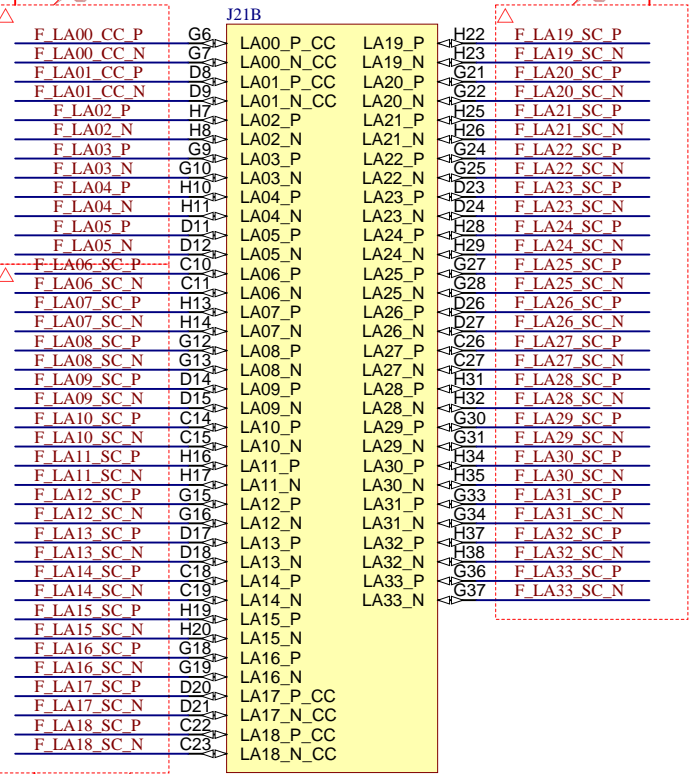 J21B
F_LA00_CC_P G6 LA00_P_CC LA19_P H22 F_LA19_SC_P
F_LA00_CC_N G7 LA00_N_CC LA19_N H23 F_LA19_SC_N
F_LA01_CC_P D8 LA01_P_CC LA20_P G21 F_LA20_SC_P
F_LA01_CC_N D9 LA01_N_CC LA20_N G22 F_LA20_SC_N
F_LA02_P H7 LA02_P LA21_P H25 F_LA21_SC_P
F_LA02_N H8 LA02_N LA21_N H26 F_LA21_SC_N
F_LA03_P G9 LA03_P LA22_P G24 F_LA22_SC_P
F_LA03_N G10 LA03_N LA22_N G25 F_LA22_SC_N
F_LA04_P H10 LA04_P LA23_P D23 F_LA23_SC_P
F_LA04_N H11 LA04_N LA23_N D24 F_LA23_SC_N
F_LA05_P D11 LA05_P LA24_P H28 F_LA24_SC_P
F_LA05_N D12 LA05_N LA24_N H29 F_LA24_SC_N
F_LA06_SC_P C10 LA06_P LA25_P G27 F_LA25_SC_P
F_LA06_SC_N C11 LA06_N LA25_N G28 F_LA25_SC_N
F_LA07_SC_P H13 LA07_P LA26_P D26 F_LA26_SC_P
F_LA07_SC_N H14 LA07_N LA26_N D27 F_LA26_SC_N
F_LA08_SC_P G12 LA08_P LA27_P C26 F_LA27_SC_P
F_LA08_SC_N G13 LA08_N LA27_N C27 F_LA27_SC_N
F_LA09_SC_P D14 LA09_P LA28_P H31 F_LA28_SC_P
F_LA09_SC_N D15 LA09_N LA28_N H32 F_LA28_SC_N
F_LA10_SC_P C14 LA10_P LA29_P G30 F_LA29_SC_P
F_LA10_SC_N C15 LA10_N LA29_N G31 F_LA29_SC_N
F_LA11_SC_P H16 LA11_P LA30_P H34 F_LA30_SC_P
F_LA11_SC_N H17 LA11_N LA30_N H35 F_LA30_SC_N
F_LA12_SC_P G15 LA12_P LA31_P G33 F_LA31_SC_P
F_LA12_SC_N G16 LA12_N LA31_N G34 F_LA31_SC_N
F_LA13_SC_P D17 LA13_P LA32_P H37 F_LA32_SC_P
F_LA13_SC_N D18 LA13_N LA32_N H38 F_LA32_SC_N
F_LA14_SC_P C18 LA14_P LA33_P G36 F_LA33_SC_P
F_LA14_SC_N C19 LA14_N LA33_N G37 F_LA33_SC_N
F_LA15_SC_P H19 LA15_P
F_LA15_SC_N H20 LA15_N
F_LA16_SC_P G18 LA16_P
F_LA16_SC_N G19 LA16_N
F_LA17_SC_P D20 LA17_P_CC
F_LA17_SC_N D21 LA17_N_CC
F_LA18_SC_P C22 LA18_P_CC
F_LA18_SC_N C23 LA18_N_CC